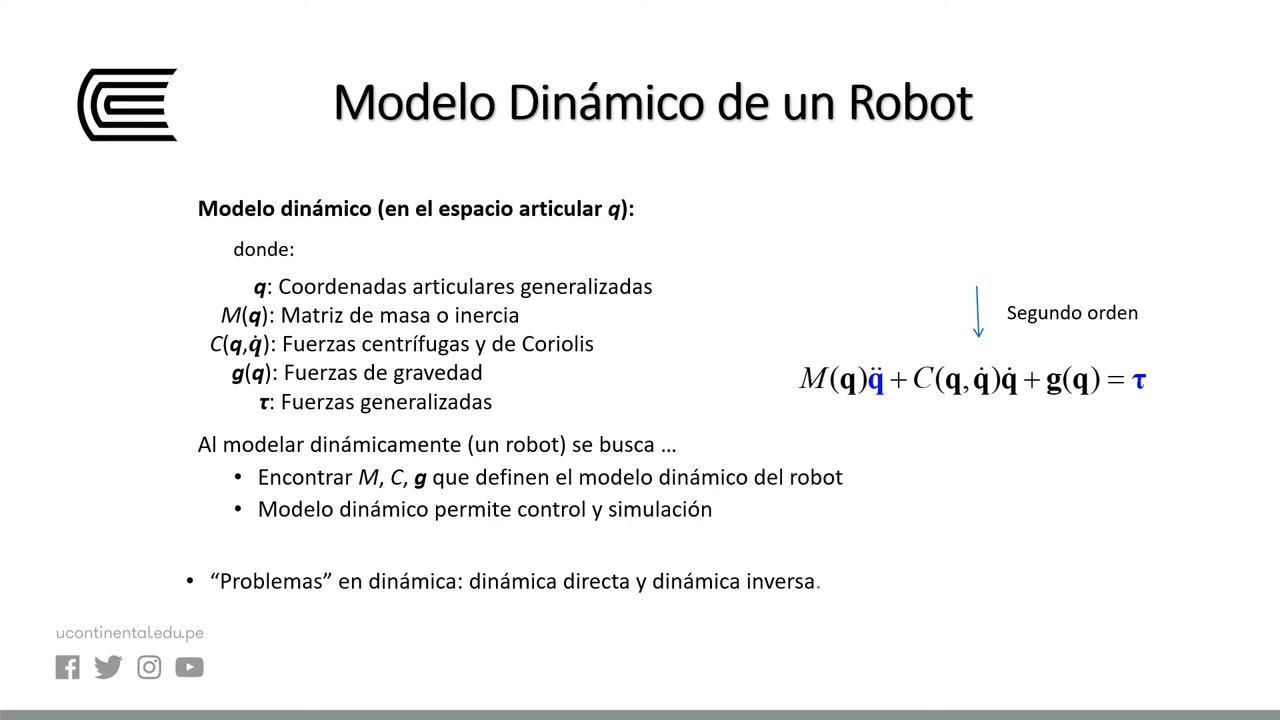 Modelo Dinámico de un Robot
Modelo dinámico (en el espacio articular q):
donde:
q: Coordenadas articulares generalizadas
M(q): Matriz de masa o inercia
C(q,q̇): Fuerzas centrífugas y de Coriolis
g(q): Fuerzas de gravedad
τ: Fuerzas generalizadas
Segundo orden
M(q)q̈ + C(q, q̇)q̇ + g(q) = τ
Al modelar dinámicamente (un robot) se busca …
• Encontrar M, C, g que definen el modelo dinámico del robot
• Modelo dinámico permite control y simulación
• “Problemas” en dinámica: dinámica directa y dinámica inversa.
ucontinental.edu.pe